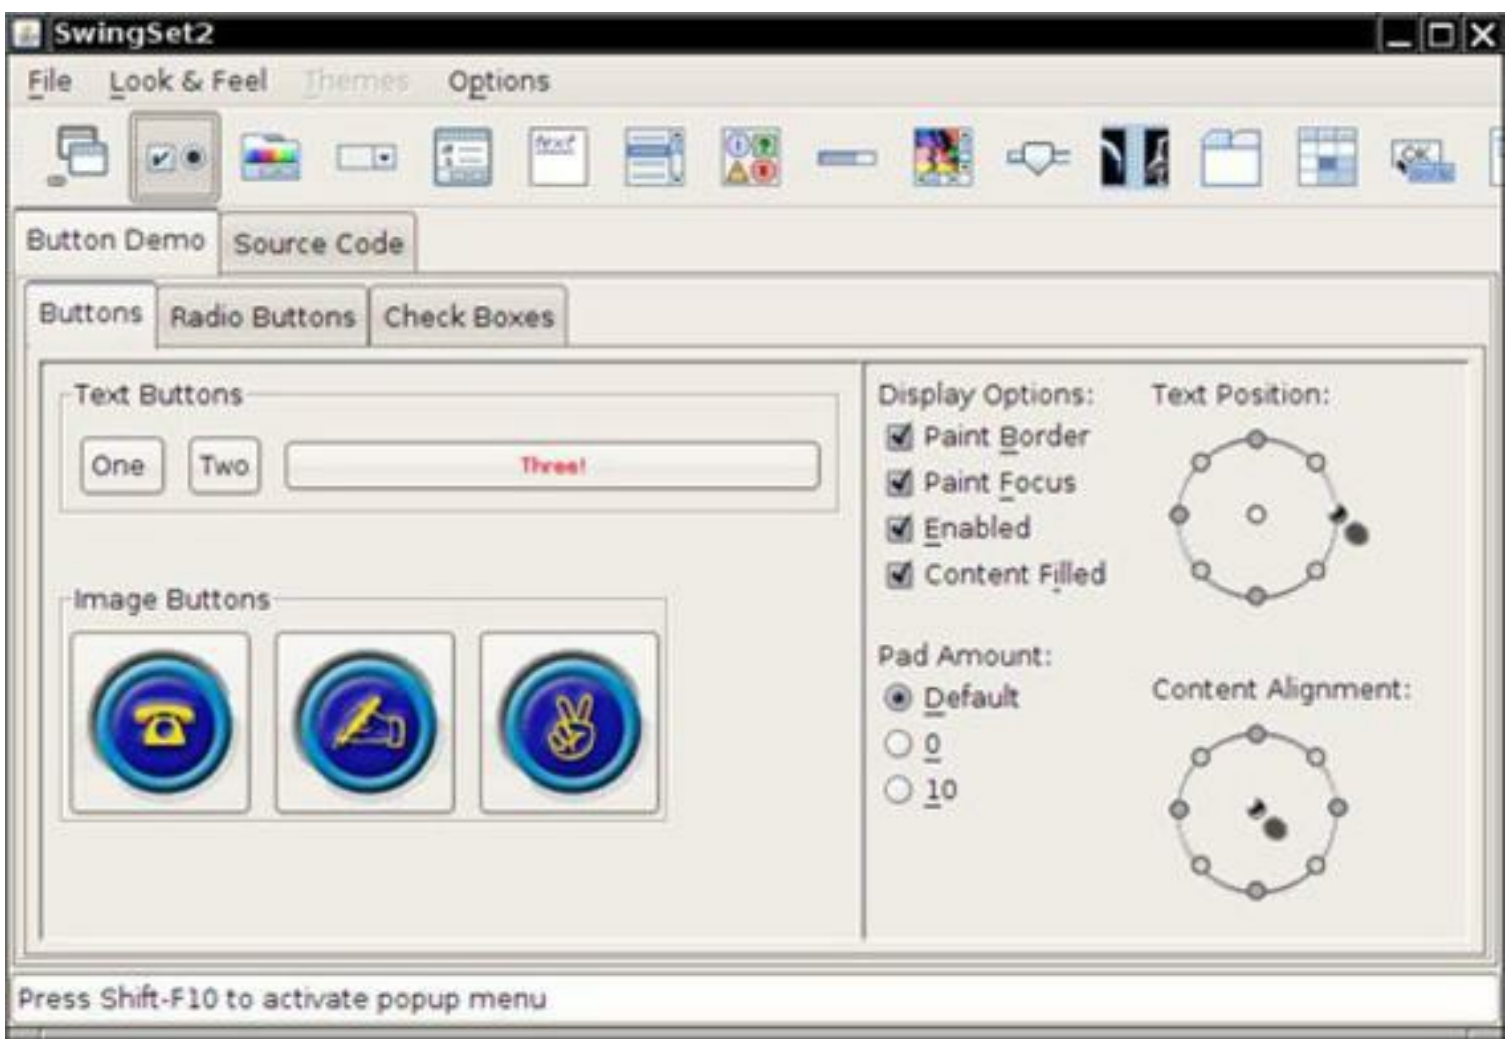 SwingSet2
File Look & Feel Themes Options
text
OK
Button Demo Source Code
Buttons Radio Buttons Check Boxes
Text Buttons
One Two Three!
Image Buttons
Display Options:
Paint Border
Paint Focus
Enabled
Content Filled
Pad Amount:
Default
0
10
Text Position:
Content Alignment:
Press Shift-F10 to activate popup menu